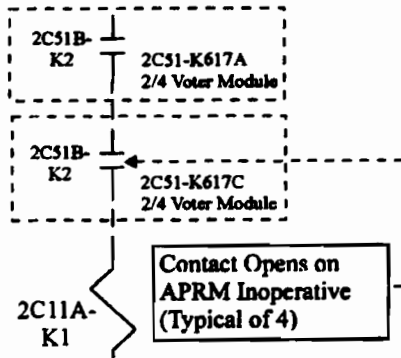 2C51B-
K2
2C51-K617A
2/4 Voter Module
2C51B-
K2
2C51-K617C
2/4 Voter Module
Contact Opens on
APRM Inoperative
(Typical of 4)
2C11A-
K1